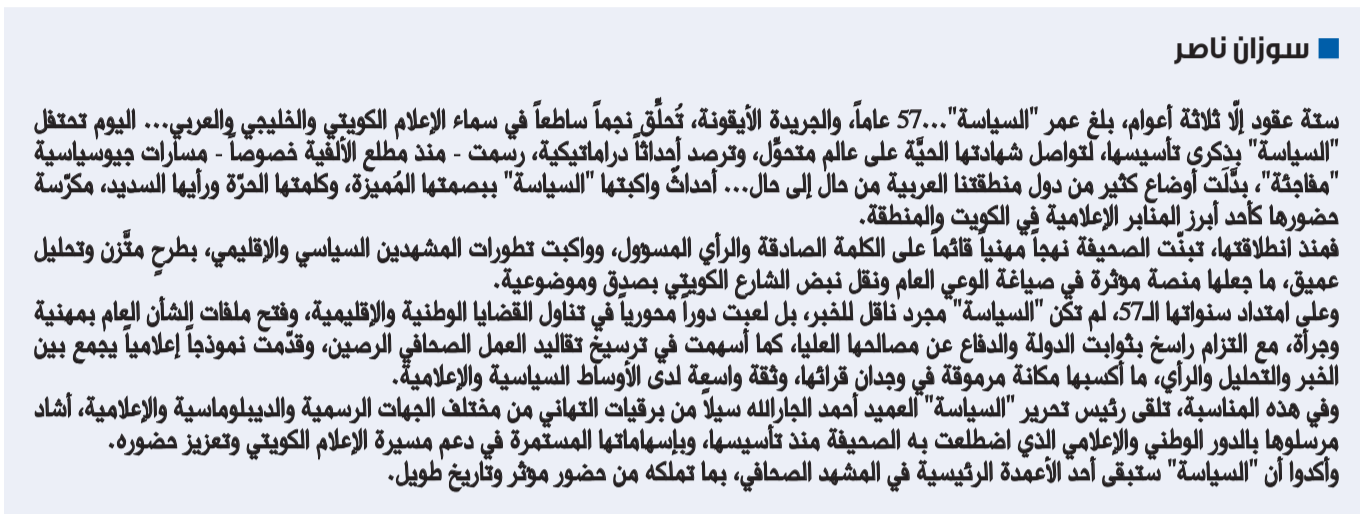 سوزان ناصر
ستة عقود إلّا ثلاثة أعوام، بلغ عمر "السياسة"...57 عاماً، والجريدة الأيقونة، تُحلِّق نجماً ساطعاً في سماء الإعلام الكويتي والخليجي والعربي... اليوم تحتفل
"السياسة" بذكرى تأسيسها، لتواصل شهادتها الحيَّة على عالم متحوِّل، وترصد أحداثاً دراماتيكية، رسمت - منذ مطلع الألفية خصوصاً - مسارات جيوسياسية
"مفاجئة"، بدَّلَت أوضاع كثير من دول منطقتنا العربية من حال إلى حال... أحداثٌ واكبتها "السياسة" ببصمتها المُميزة، وكلمتها الحرّة ورأيها السديد، مكرّسة
حضورها كأحد أبرز المنابر الإعلامية في الكويت والمنطقة.
فمنذ انطلاقتها، تبنّت الصحيفة نهجاً مهنياً قائماً على الكلمة الصادقة والرأي المسؤول، وواكبت تطورات المشهدين السياسي والإقليمي، بطرحٍ متَّزن وتحليل
عميق، ما جعلها منصة مؤثرة في صياغة الوعي العام ونقل نبض الشارع الكويتي بصدق وموضوعية.
وعلى امتداد سنواتها الـ57، لم تكن "السياسة" مجرد ناقل للخبر، بل لعبت دوراً محورياً في تناول القضايا الوطنية والإقليمية، وفتح ملفات الشأن العام بمهنية
وجرأة، مع التزام راسخ بثوابت الدولة والدفاع عن مصالحها العليا، كما أسهمت في ترسيخ تقاليد العمل الصحافي الرصين، وقدّمت نموذجاً إعلامياً يجمع بين
الخبر والتحليل والرأي، ما أكسبها مكانة مرموقة في وجدان قرائها، وثقة واسعة لدى الأوساط السياسية والإعلامية.
وفي هذه المناسبة، تلقى رئيس تحرير "السياسة" العميد أحمد الجارالله سيلاً من برقيات التهاني من مختلف الجهات الرسمية والديبلوماسية والإعلامية، أشاد
مرسلوها بالدور الوطني والإعلامي الذي اضطلعت به الصحيفة منذ تأسيسها، وبإسهاماتها المستمرة في دعم مسيرة الإعلام الكويتي وتعزيز حضوره.
وأكدوا أن "السياسة" ستبقى أحد الأعمدة الرئيسية في المشهد الصحافي، بما تملكه من حضور مؤثر وتاريخ طويل.